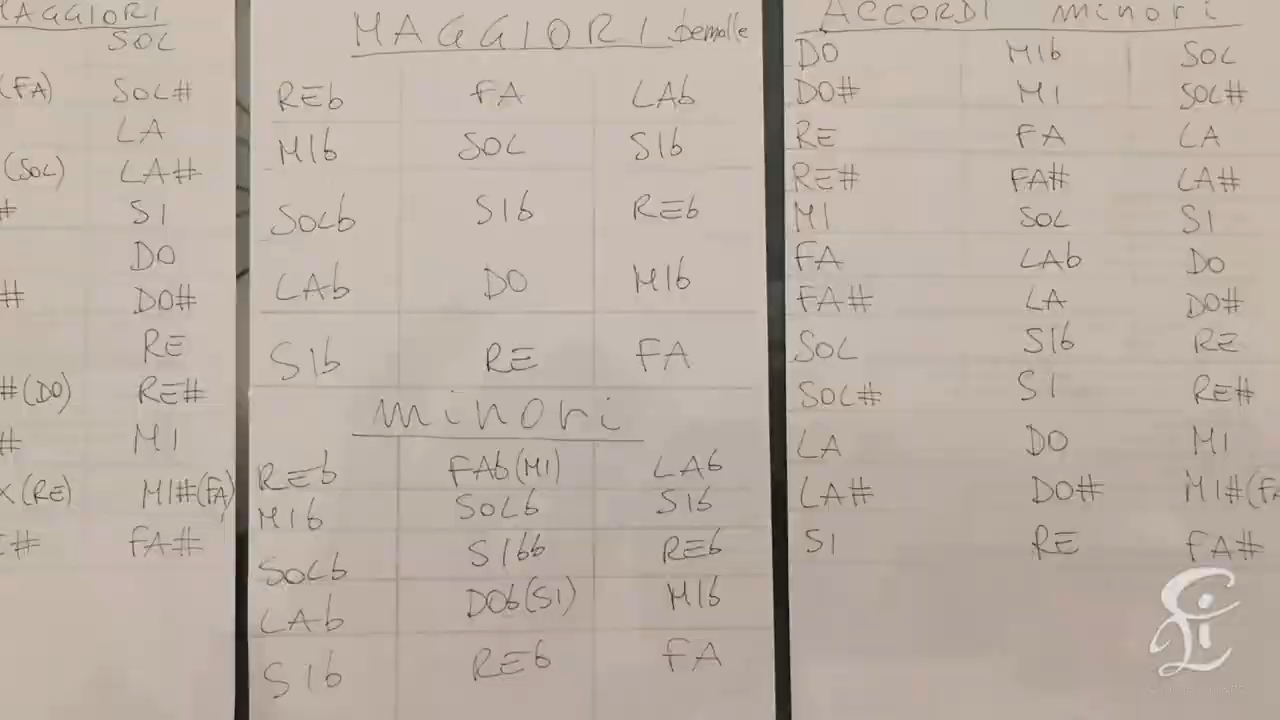 MAGGIORI
SOL
(FA) SOL#
LA
(SOL) LA#
# SI
DO
# DO#
RE
#(DO) RE#
# MI
X(RE) MI#(FA)
# FA#
MAGGIORI bemolle
REb FA LAb
MIb SOL SIb
SOLb SIb REb
LAb DO MIb
SIb RE FA
minori
REb FAb(MI) LAb
MIb SOLb SIb
SOLb SIbb REb
LAb DOb(SI) MIb
SIb REb FA
ACCORDI minori
DO MIb SOL
DO# MI SOL#
RE FA LA
RE# FA# LA#
MI SOL SI
FA LAb DO
FA# LA DO#
SOL SIb RE
SOL# SI RE#
LA DO MI
LA# DO# MI#(FA
SI RE FA#